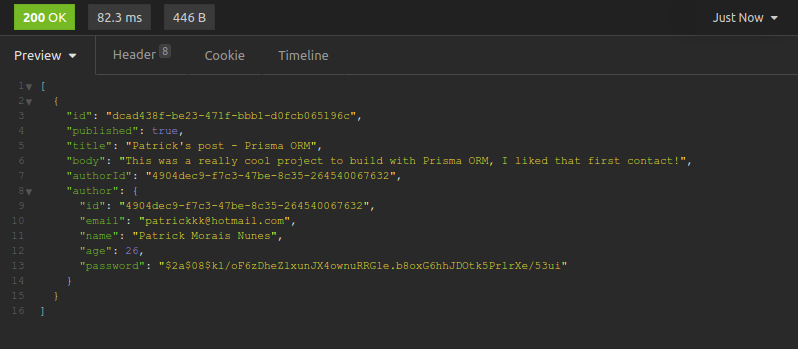 200 OK 82.3 ms 446 B Just Now
Preview Header 8 Cookie Timeline
1 [
2 {
3 "id": "dcad438f-be23-471f-bbb1-d0fcb065196c",
4 "published": true,
5 "title": "Patrick's post - Prisma ORM",
6 "body": "This was a really cool project to build with Prisma ORM, I liked that first contact!",
7 "authorId": "4904dec9-f7c3-47be-8c35-264540067632",
8 "author": {
9 "id": "4904dec9-f7c3-47be-8c35-264540067632",
10 "email": "patrickkk@hotmail.com",
11 "name": "Patrick Morais Nunes",
12 "age": 26,
13 "password": "$2a$08$kl/oF6zDheZlxunJX4ownuRRGle.b8oxG6hhJDOtk5PrlrXe/53ui"
14 }
15 }
16 ]